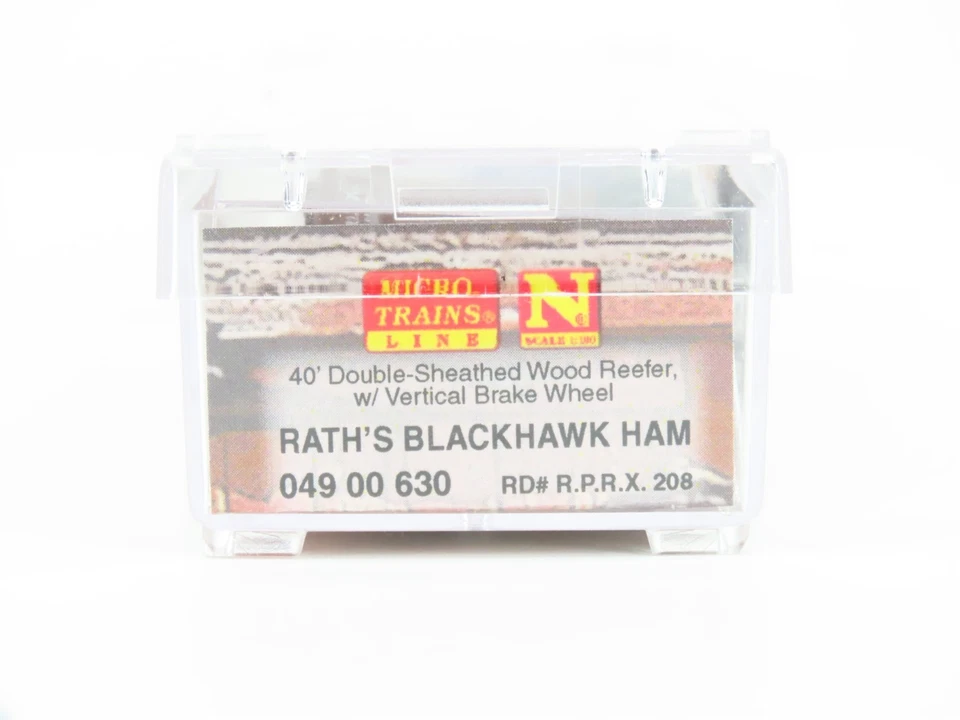 MICRO
TRAINS®
LINE
N®
SCALE 1:160
40' Double-Sheathed Wood Reefer,
w/ Vertical Brake Wheel
RATH'S BLACKHAWK HAM
049 00 630 RD# R.P.R.X. 208